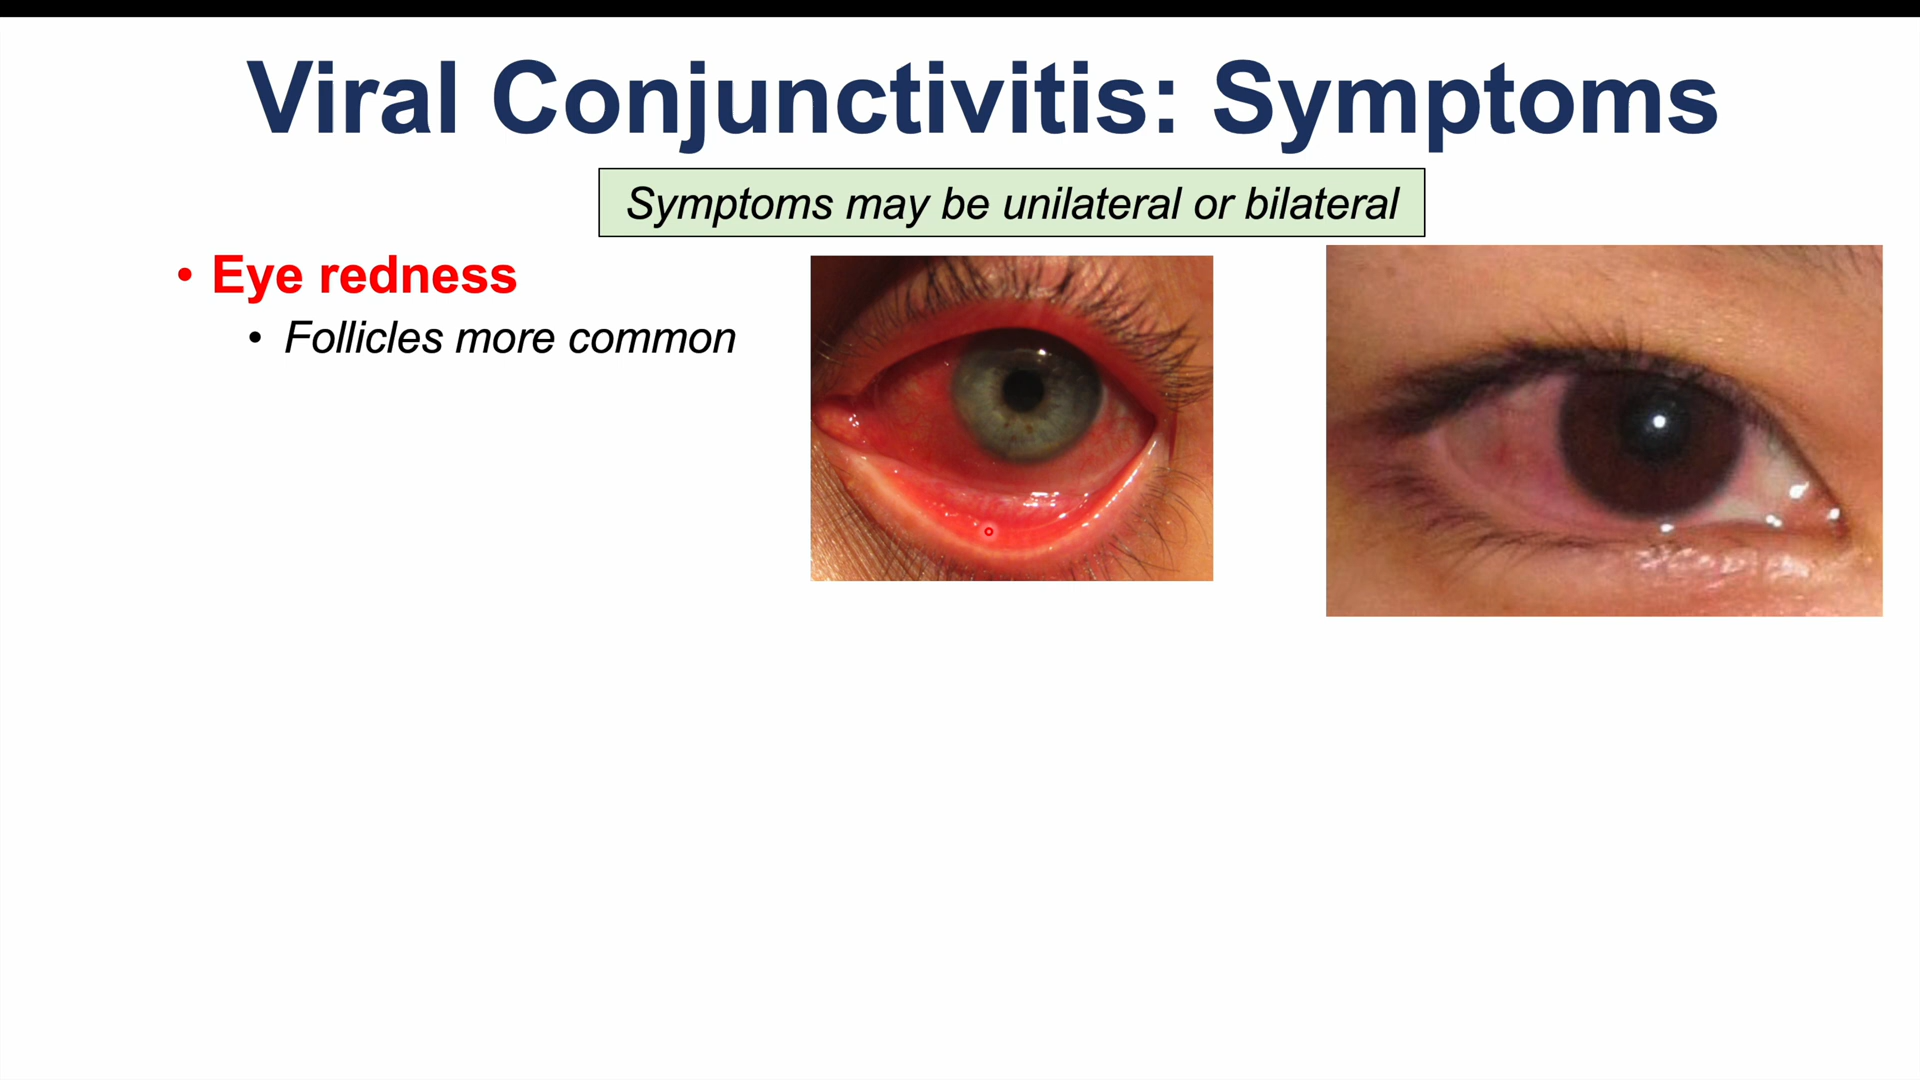 Viral Conjunctivitis: Symptoms
Symptoms may be unilateral or bilateral
• Eye redness
• Follicles more common